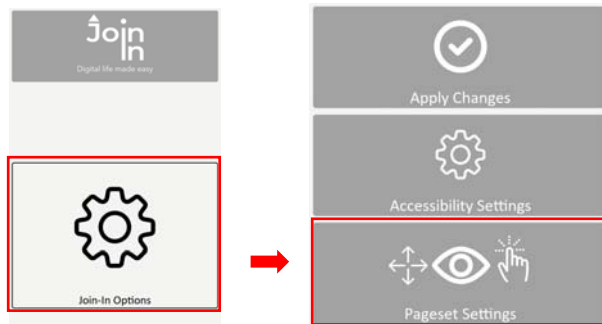 Join
In
Digital life made easy
Join-In Options
Apply Changes
Accessibility Settings
Pageset Settings